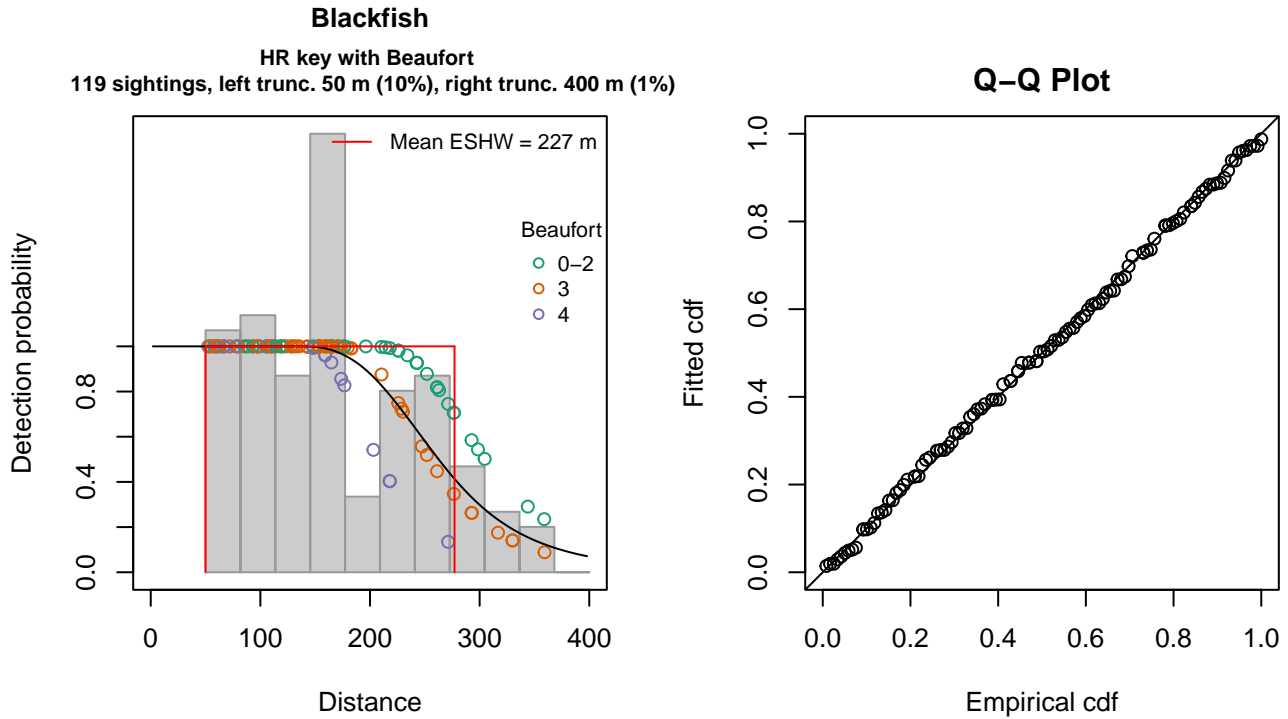 Blackfish
HR key with Beaufort
119 sightings, left trunc. 50 m (10%), right trunc. 400 m (1%)
Mean ESHW = 227 m
Beaufort
0−2
3
4
Detection probability
0.0
0.4
0.8
0
100
200
300
400
Distance
Q−Q Plot
Fitted cdf
0.0
0.2
0.4
0.6
0.8
1.0
0.0
0.2
0.4
0.6
0.8
1.0
Empirical cdf